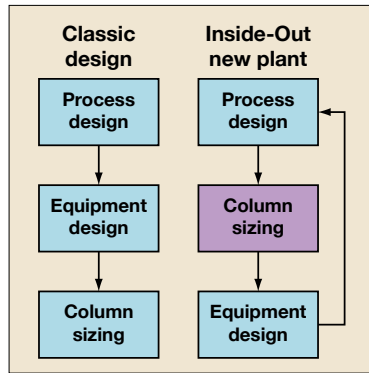 Classic
design
Process
design
Equipment
design
Column
sizing
Inside-Out
new plant
Process
design
Column
sizing
Equipment
design